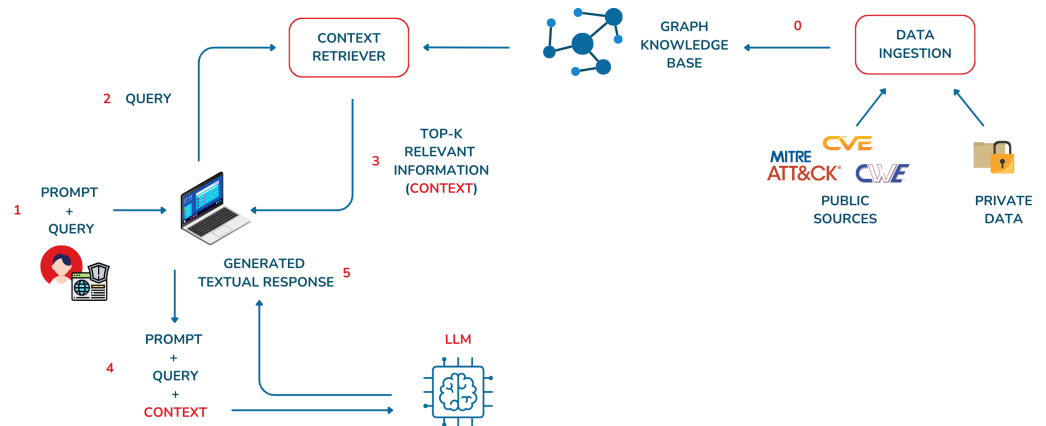 CONTEXT
RETRIEVER
GRAPH
KNOWLEDGE
BASE
0
DATA
INGESTION
2 QUERY
3
TOP-K
RELEVANT
INFORMATION
(CONTEXT)
MITRE
ATT&CK®
CVE
CWE
PUBLIC
SOURCES
PRIVATE
DATA
1
PROMPT
+
QUERY
GENERATED
TEXTUAL RESPONSE 5
4
PROMPT
+
QUERY
+
CONTEXT
LLM